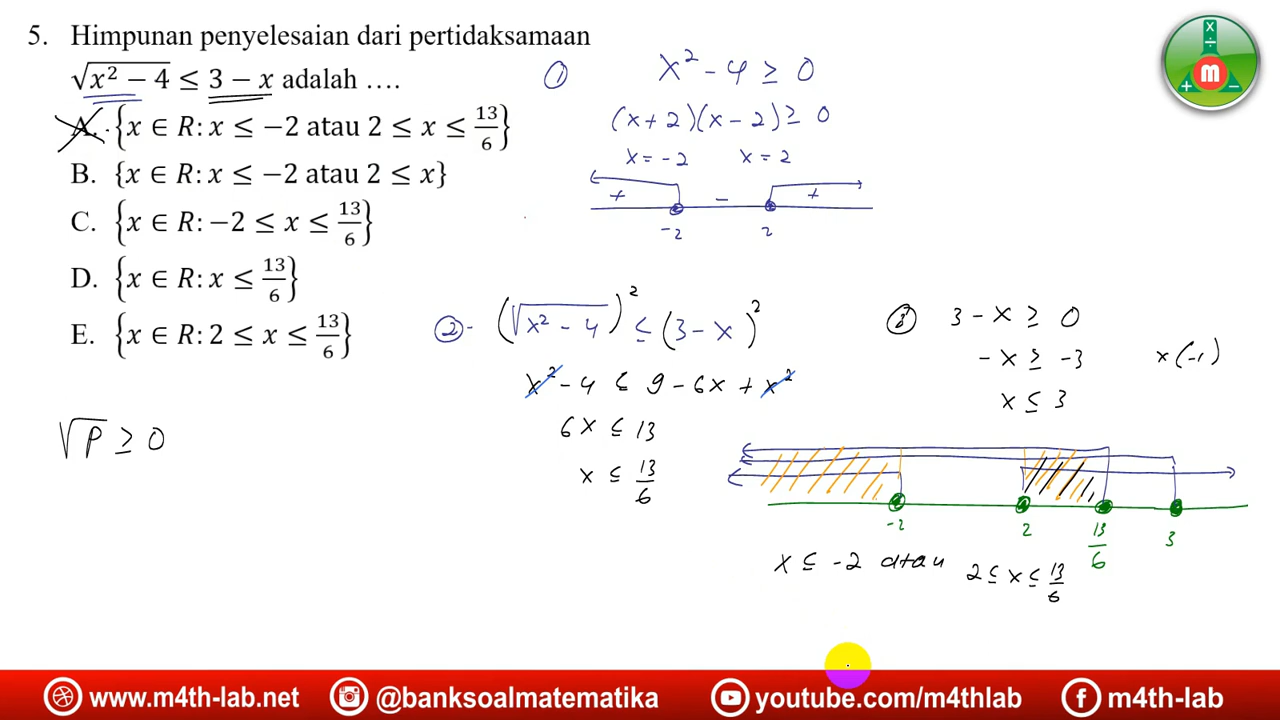 5. Himpunan penyelesaian dari pertidaksamaan
√(x² − 4) ≤ 3 − x adalah ….
A. {x ∈ R: x ≤ −2 atau 2 ≤ x ≤ 13/6}
B. {x ∈ R: x ≤ −2 atau 2 ≤ x}
C. {x ∈ R: −2 ≤ x ≤ 13/6}
D. {x ∈ R: x ≤ 13/6}
E. {x ∈ R: 2 ≤ x ≤ 13/6}
√p ≥ 0
① x² - 4 ≥ 0
(x + 2)(x - 2) ≥ 0
x = -2 x = 2
+ - +
-2 2
②. (√(x² - 4))² ≤ (3 - x)²
x² - 4 ≤ 9 - 6x + x²
6x ≤ 13
x ≤ 13/6
③ 3 - x ≥ 0
-x ≥ -3 x(-1)
x ≤ 3
-2 2 13/6 3
x ≤ -2 atau 2 ≤ x ≤ 13/6
x ÷ + m −
www.m4th-lab.net @banksoalmatematika youtube.com/m4thlab m4th-lab